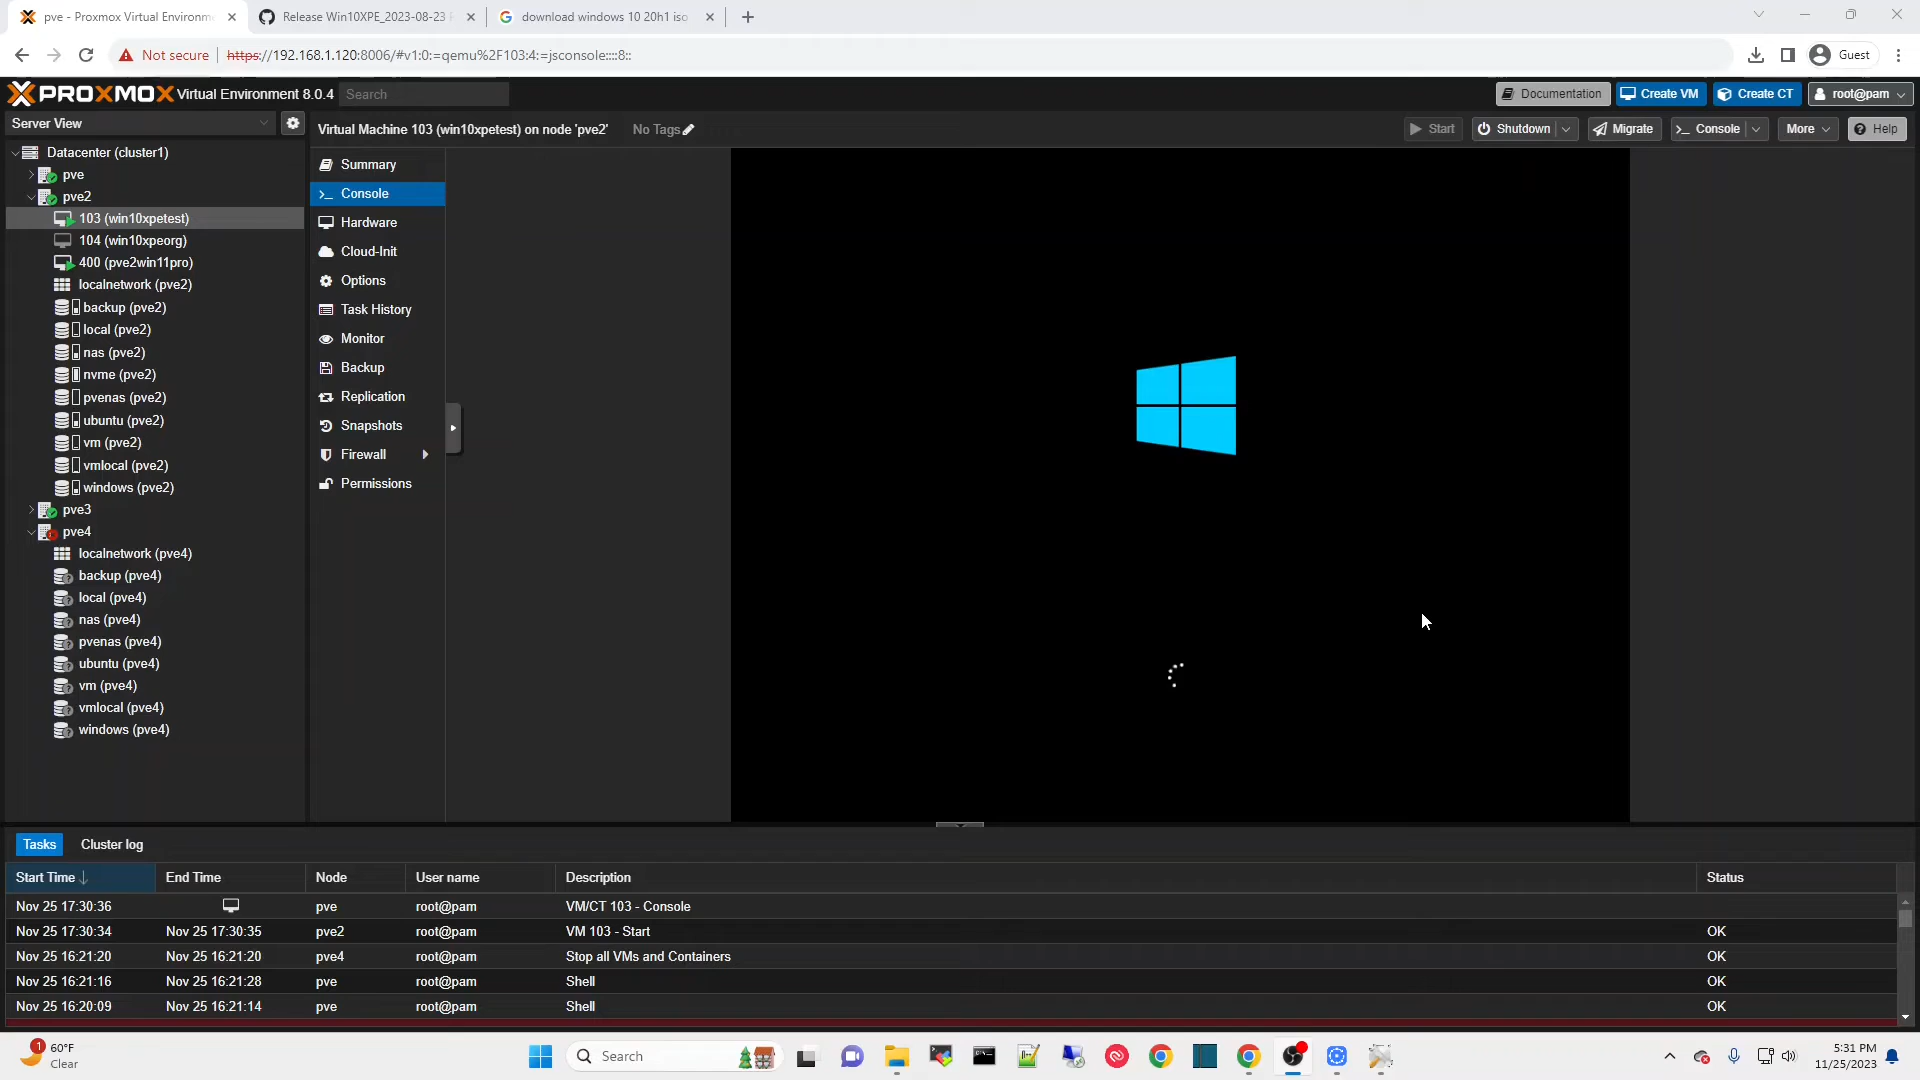 pve - Proxmox Virtual Environm
Release Win10XPE_2023-08-23
download windows 10 20h1 iso
Not secure
https://192.168.1.120:8006/#v1:0:=qemu%2F103:4:=jsconsole::::8::
Guest
PROXMOX Virtual Environment 8.0.4
Search
Documentation
Create VM
Create CT
root@pam
Server View
Virtual Machine 103 (win10xpetest) on node 'pve2'
No Tags
Start
Shutdown
Migrate
Console
More
Help
Datacenter (cluster1)
pve
pve2
103 (win10xpetest)
104 (win10xpeorg)
400 (pve2win11pro)
localnetwork (pve2)
backup (pve2)
local (pve2)
nas (pve2)
nvme (pve2)
pvenas (pve2)
ubuntu (pve2)
vm (pve2)
vmlocal (pve2)
windows (pve2)
pve3
pve4
localnetwork (pve4)
backup (pve4)
local (pve4)
nas (pve4)
pvenas (pve4)
ubuntu (pve4)
vm (pve4)
vmlocal (pve4)
windows (pve4)
Summary
Console
Hardware
Cloud-Init
Options
Task History
Monitor
Backup
Replication
Snapshots
Firewall
Permissions
Tasks
Cluster log
Start Time End Time Node User name Description Status
Nov 25 17:30:36 pve root@pam VM/CT 103 - Console
Nov 25 17:30:34 Nov 25 17:30:35 pve2 root@pam VM 103 - Start OK
Nov 25 16:21:20 Nov 25 16:21:20 pve4 root@pam Stop all VMs and Containers OK
Nov 25 16:21:16 Nov 25 16:21:28 pve root@pam Shell OK
Nov 25 16:20:09 Nov 25 16:21:14 pve root@pam Shell OK
1
60°F
Clear
Search
5:31 PM
11/25/2023